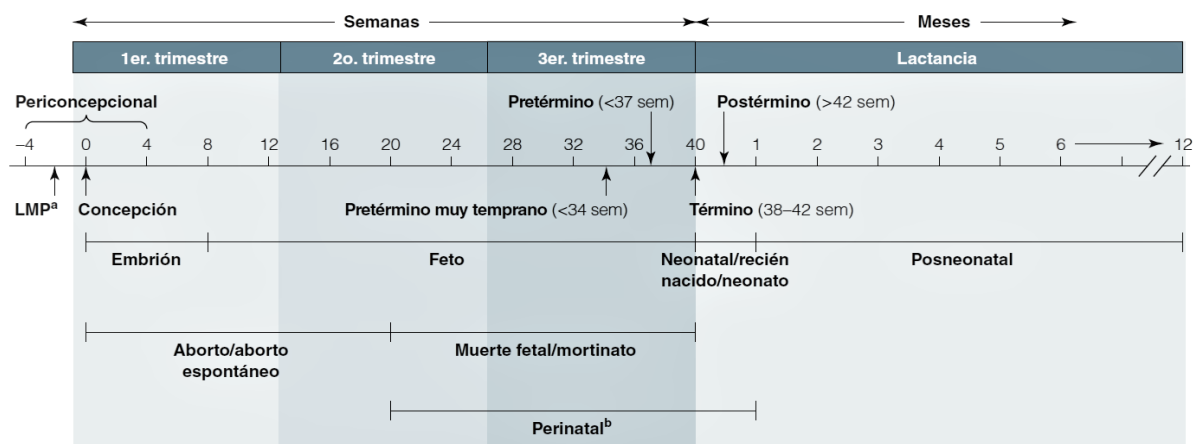 Semanas Meses
1er. trimestre 2o. trimestre 3er. trimestre Lactancia
Periconcepcional Pretérmino (<37 sem) Postérmino (>42 sem)
–4 0 4 8 12 16 20 24 28 32 36 40 1 2 3 4 5 6 12
LMPa Concepción Pretérmino muy temprano (<34 sem) Término (38–42 sem)
Embrión Feto Neonatal/recién Posneonatal
nacido/neonato
Aborto/aborto Muerte fetal/mortinato
espontáneo
Perinatalb